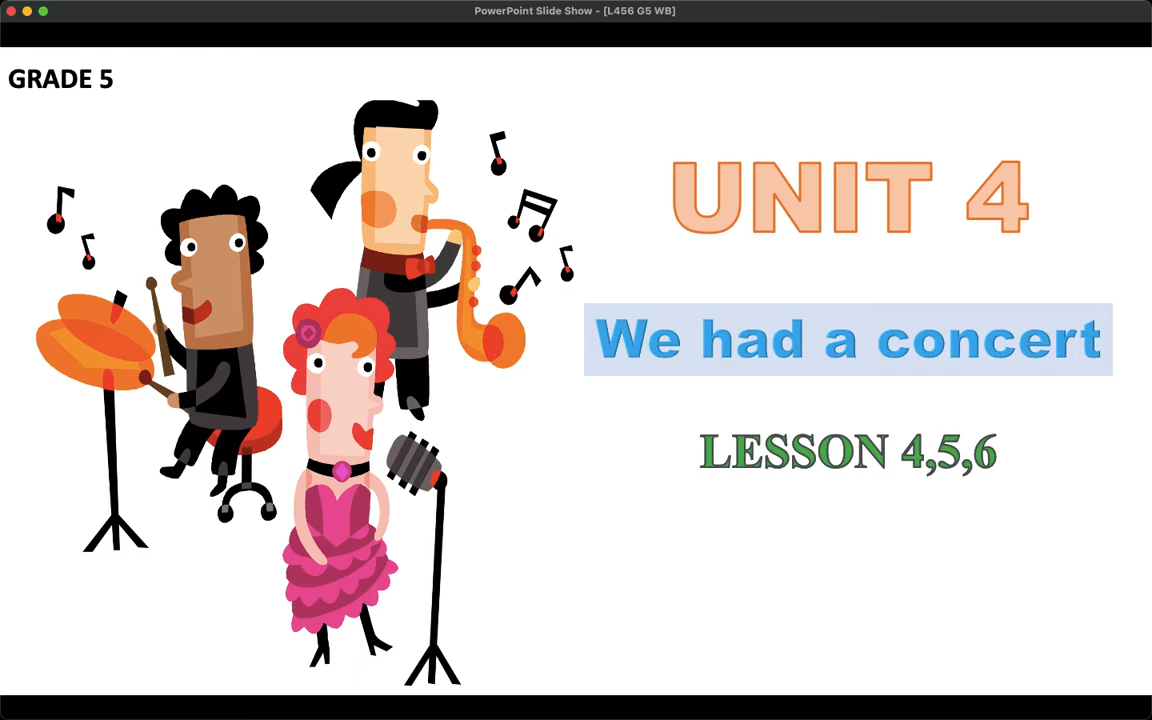 PowerPoint Slide Show - [L456 G5 WB]
GRADE 5
UNIT 4
We had a concert
LESSON 4,5,6